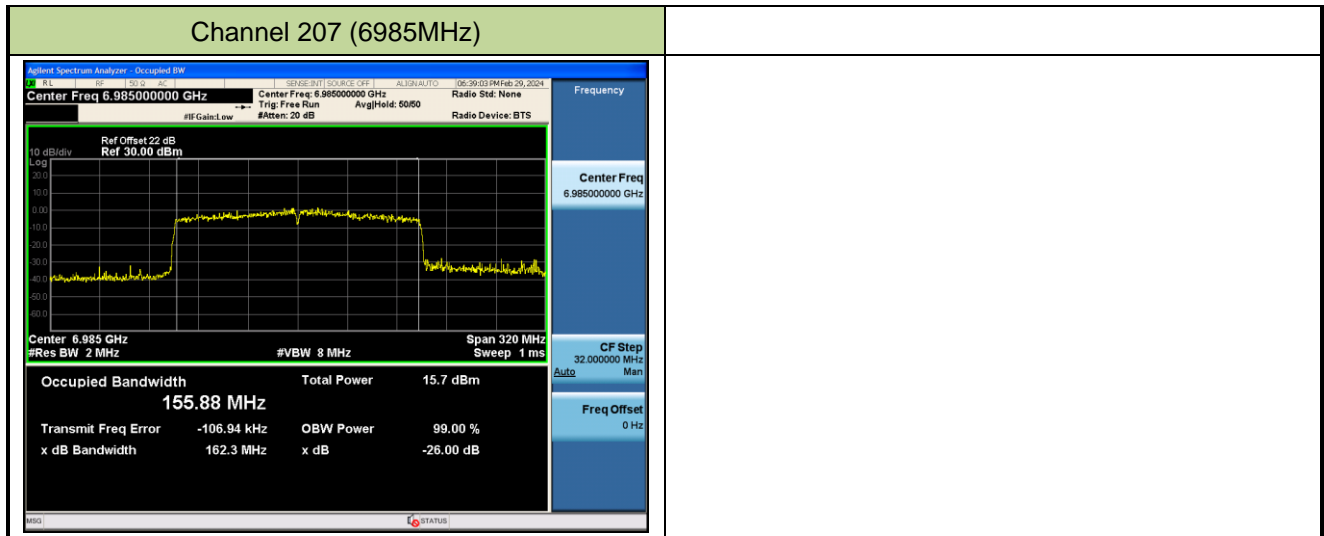 Channel 207 (6985MHz)
Agilent Spectrum Analyzer - Occupied BW
RL RF 50 Ω AC SENSE:INT SOURCE OFF ALIGN AUTO 06:39:03 PM Feb 29, 2024
Center Freq 6.985000000 GHz Center Freq: 6.985000000 GHz Radio Std: None Frequency
Trig: Free Run Avg|Hold: 50/50
#IFGain:Low #Atten: 20 dB Radio Device: BTS
Ref Offset 22 dB
10 dB/div Ref 30.00 dBm
Log
20.0
10.0
0.00
-10.0
-20.0
-30.0
-40.0
-50.0
-60.0
Center Freq
6.985000000 GHz
Center 6.985 GHz Span 320 MHz
#Res BW 2 MHz #VBW 8 MHz Sweep 1 ms
CF Step
32.000000 MHz
Auto Man
Occupied Bandwidth Total Power 15.7 dBm
155.88 MHz
Freq Offset
0 Hz
Transmit Freq Error -106.94 kHz OBW Power 99.00 %
x dB Bandwidth 162.3 MHz x dB -26.00 dB
MSG STATUS